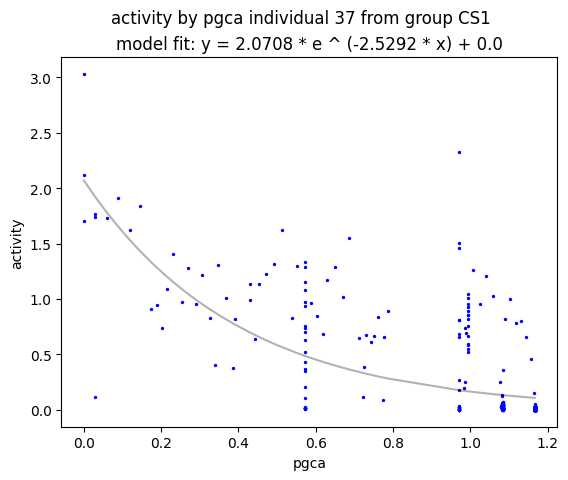 activity by pgca individual 37 from group CS1
model fit: y = 2.0708 * e ^ (-2.5292 * x) + 0.0
3.0
2.5
2.0
1.5
1.0
0.5
0.0
activity
0.0 0.2 0.4 0.6 0.8 1.0 1.2
pgca